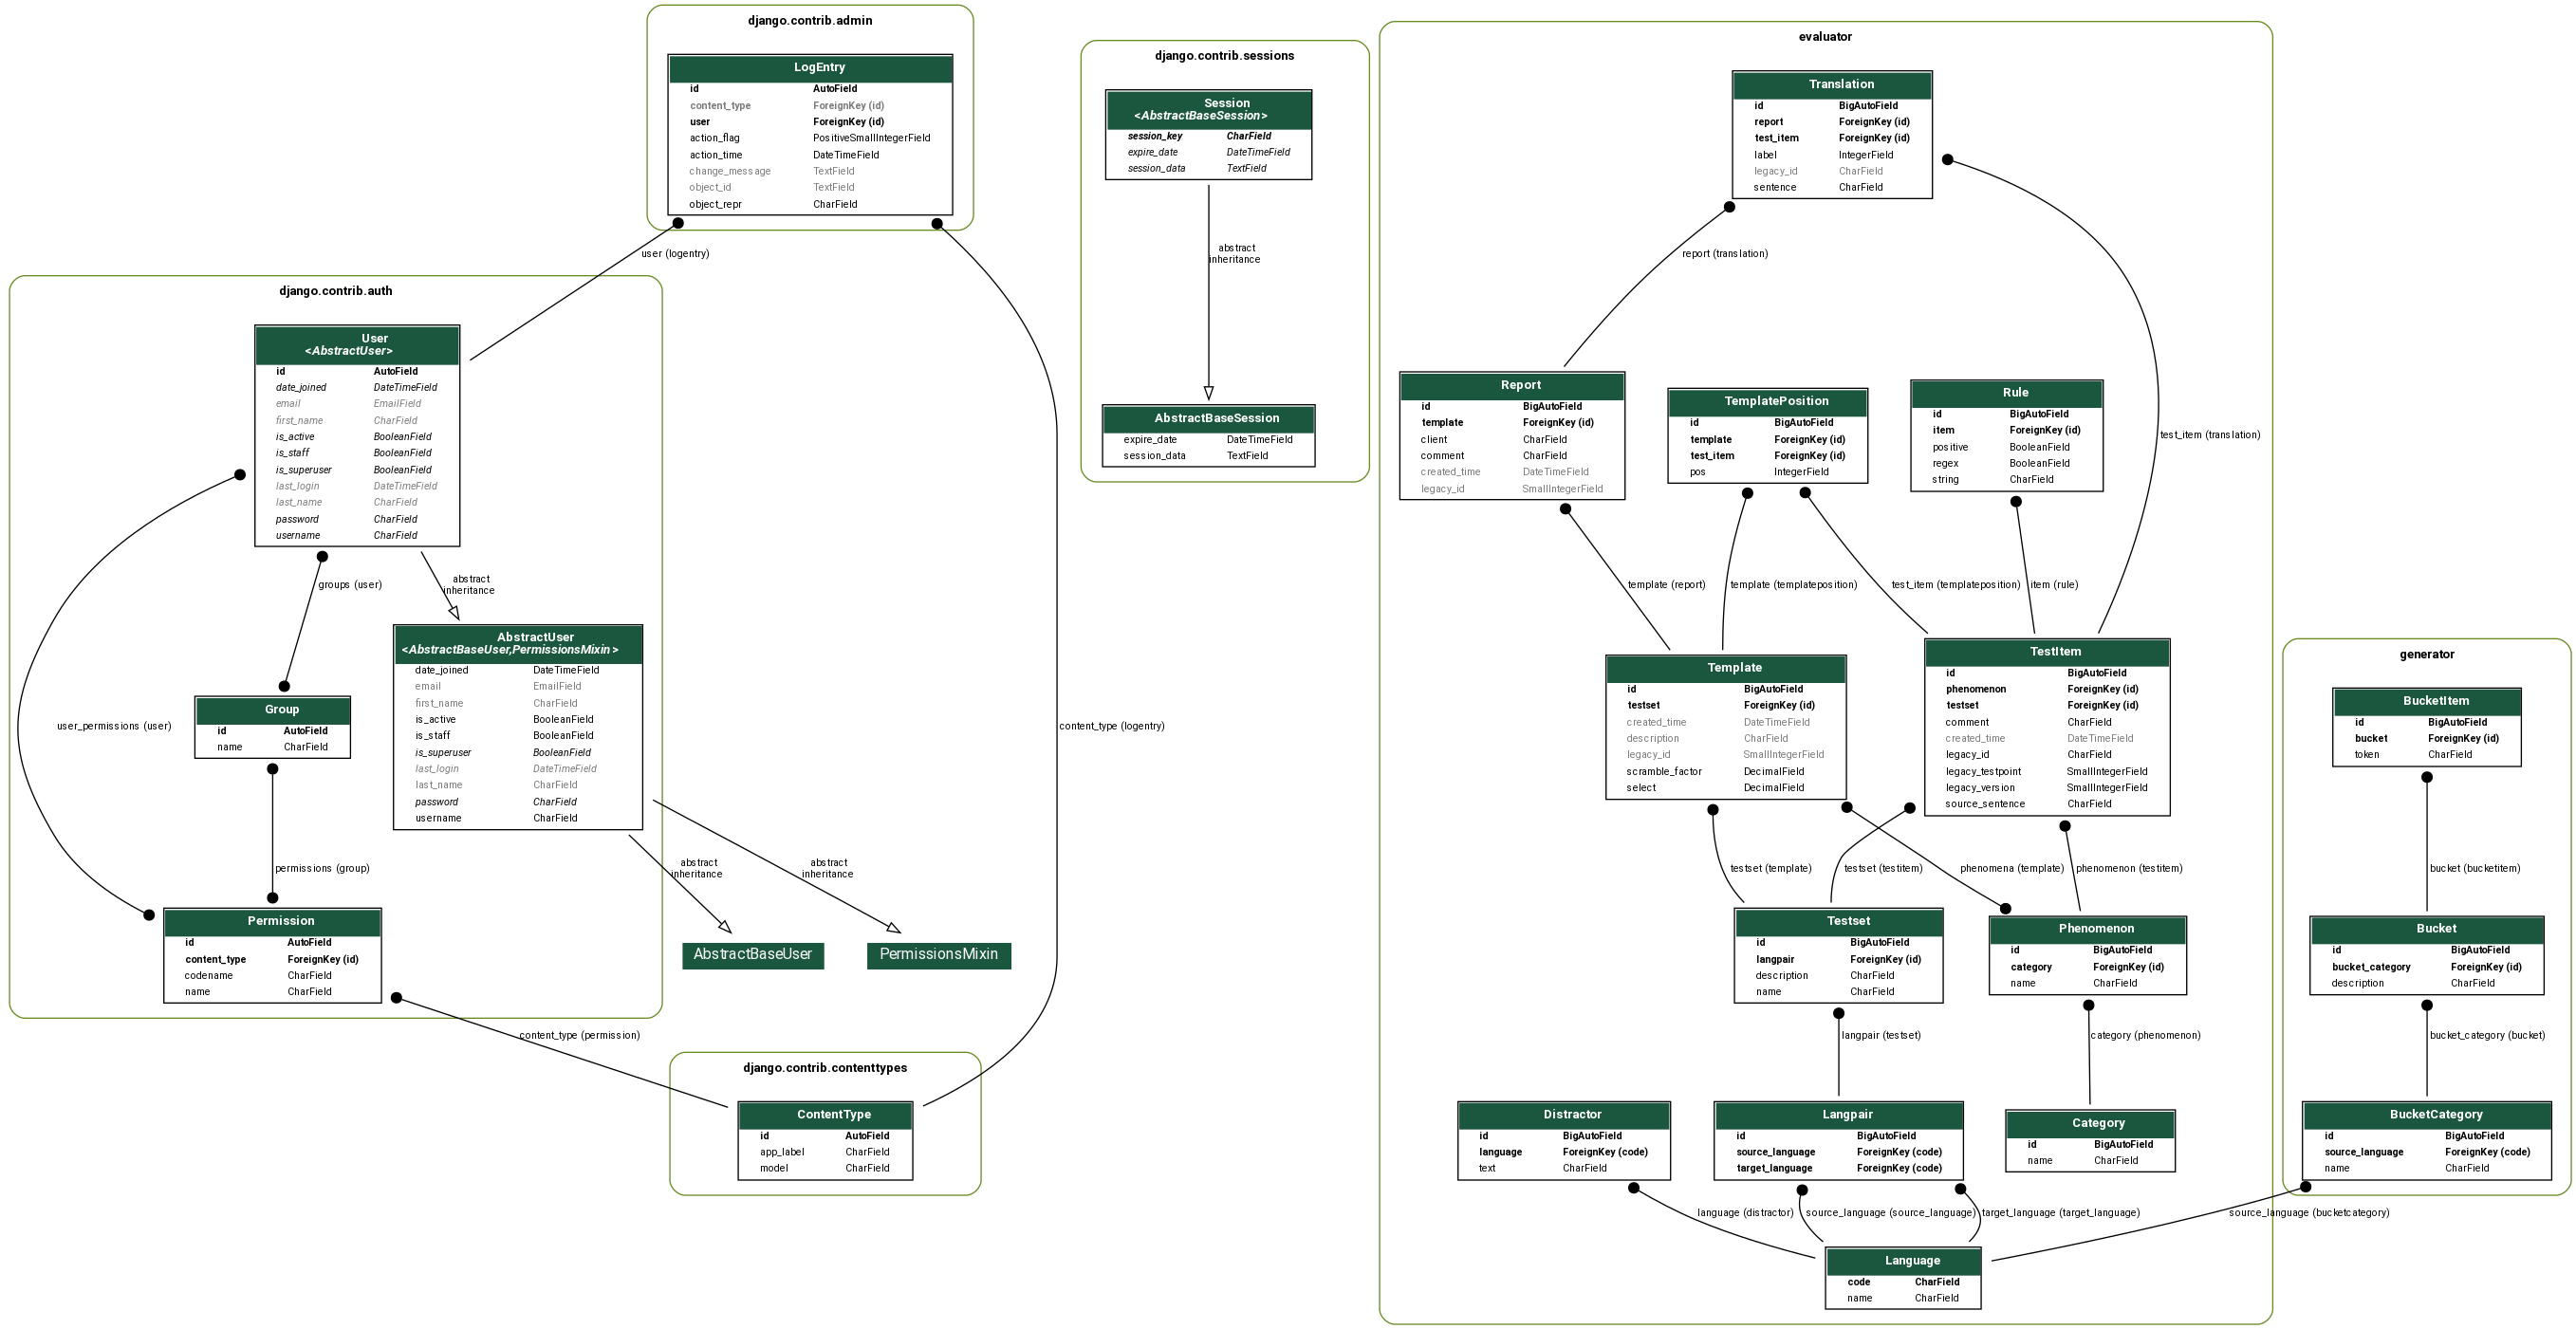 django.contrib.admin
LogEntry
id AutoField
content_type ForeignKey (id)
user ForeignKey (id)
action_flag PositiveSmallIntegerField
action_time DateTimeField
change_message TextField
object_id TextField
object_repr CharField
user (logentry)
content_type (logentry)
django.contrib.auth
User
<AbstractUser>
id AutoField
date_joined DateTimeField
email EmailField
first_name CharField
is_active BooleanField
is_staff BooleanField
is_superuser BooleanField
last_login DateTimeField
last_name CharField
password CharField
username CharField
groups (user)
abstract
inheritance
user_permissions (user)
AbstractUser
<AbstractBaseUser,PermissionsMixin>
date_joined DateTimeField
email EmailField
first_name CharField
is_active BooleanField
is_staff BooleanField
is_superuser BooleanField
last_login DateTimeField
last_name CharField
password CharField
username CharField
Group
id AutoField
name CharField
permissions (group)
abstract
inheritance
abstract
inheritance
Permission
id AutoField
content_type ForeignKey (id)
codename CharField
name CharField
AbstractBaseUser
PermissionsMixin
content_type (permission)
django.contrib.contenttypes
ContentType
id AutoField
app_label CharField
model CharField
django.contrib.sessions
Session
<AbstractBaseSession>
session_key CharField
expire_date DateTimeField
session_data TextField
abstract
inheritance
AbstractBaseSession
expire_date DateTimeField
session_data TextField
evaluator
Translation
id BigAutoField
report ForeignKey (id)
test_item ForeignKey (id)
label IntegerField
legacy_id CharField
sentence CharField
report (translation)
test_item (translation)
Report
id BigAutoField
template ForeignKey (id)
client CharField
comment CharField
created_time DateTimeField
legacy_id SmallIntegerField
TemplatePosition
id BigAutoField
template ForeignKey (id)
test_item ForeignKey (id)
pos IntegerField
Rule
id BigAutoField
item ForeignKey (id)
positive BooleanField
regex BooleanField
string CharField
template (report)
template (templateposition)
test_item (templateposition)
item (rule)
Template
id BigAutoField
testset ForeignKey (id)
created_time DateTimeField
description CharField
legacy_id SmallIntegerField
scramble_factor DecimalField
select DecimalField
TestItem
id BigAutoField
phenomenon ForeignKey (id)
testset ForeignKey (id)
comment CharField
created_time DateTimeField
legacy_id CharField
legacy_testpoint SmallIntegerField
legacy_version SmallIntegerField
source_sentence CharField
testset (template)
testset (testitem)
phenomena (template)
phenomenon (testitem)
Testset
id BigAutoField
langpair ForeignKey (id)
description CharField
name CharField
Phenomenon
id BigAutoField
category ForeignKey (id)
name CharField
langpair (testset)
category (phenomenon)
Distractor
id BigAutoField
language ForeignKey (code)
text CharField
Langpair
id BigAutoField
source_language ForeignKey (code)
target_language ForeignKey (code)
Category
id BigAutoField
name CharField
language (distractor)
source_language (source_language)
target_language (target_language)
source_language (bucketcategory)
Language
code CharField
name CharField
generator
BucketItem
id BigAutoField
bucket ForeignKey (id)
token CharField
bucket (bucketitem)
Bucket
id BigAutoField
bucket_category ForeignKey (id)
description CharField
bucket_category (bucket)
BucketCategory
id BigAutoField
source_language ForeignKey (code)
name CharField